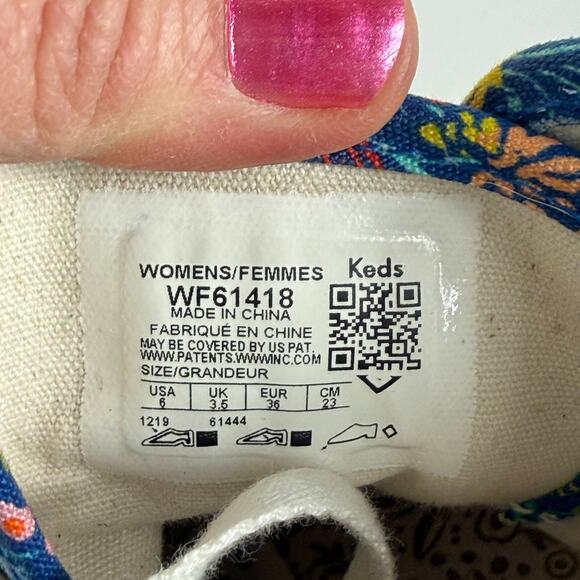 WOMENS/FEMMES Keds
WF61418
MADE IN CHINA
FABRIQUÉ EN CHINE
MAY BE COVERED BY US PAT.
WWW.PATENTS.WWWINC.COM
SIZE/GRANDEUR
USA UK EUR CM
6 3.5 36 23
1219 61444